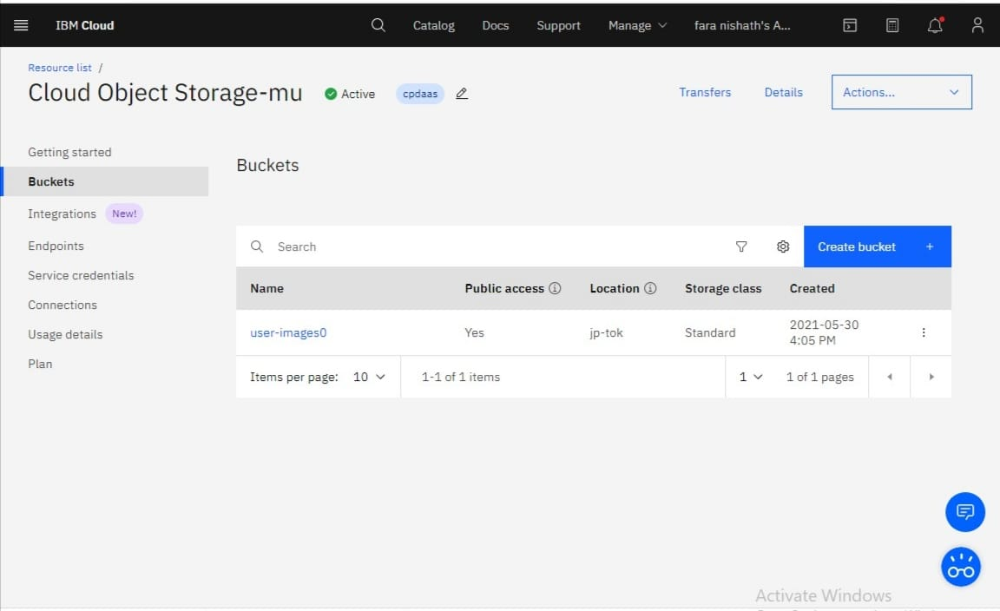 IBM Cloud Catalog Docs Support Manage fara nishath's A...
Resource list /
Cloud Object Storage-mu Active cpdaas Transfers Details Actions...
Getting started
Buckets
Integrations New!
Endpoints
Service credentials
Connections
Usage details
Plan
Buckets
Search Create bucket +
Name Public access Location Storage class Created
user-images0 Yes jp-tok Standard 2021-05-30
4:05 PM
Items per page: 10 1-1 of 1 items 1 1 of 1 pages
Activate Windows